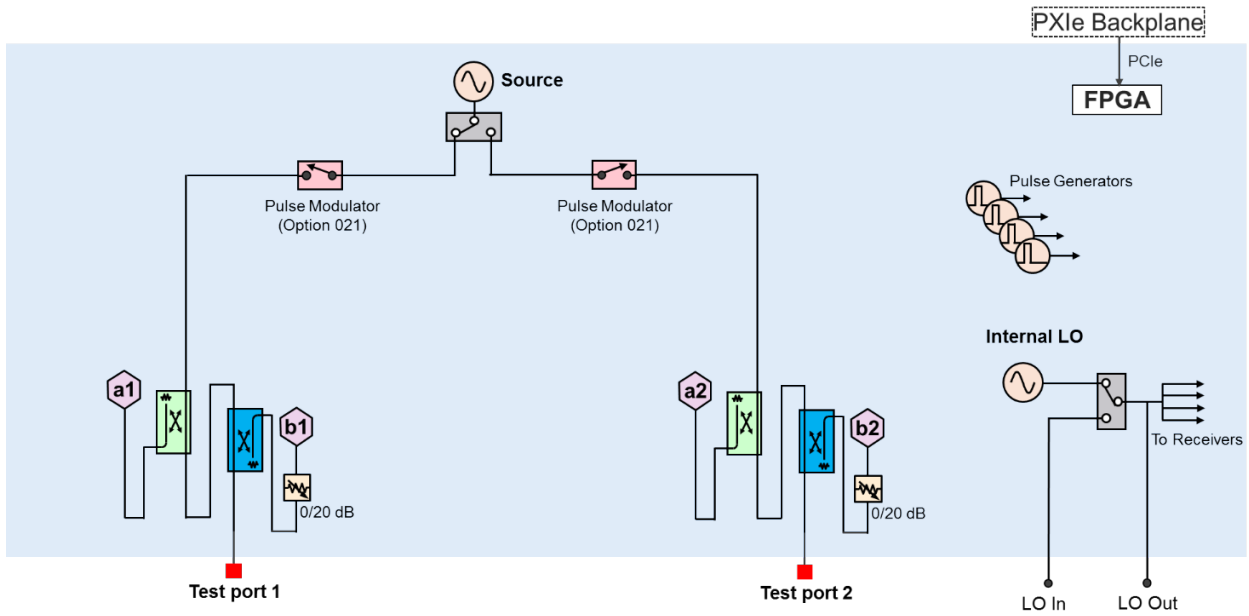 PXIe Backplane
PCIe
FPGA
Source
Pulse Modulator
(Option 021)
Pulse Modulator
(Option 021)
Pulse Generators
Internal LO
a1
b1
a2
b2
To Receivers
0/20 dB
0/20 dB
Test port 1
Test port 2
LO In
LO Out